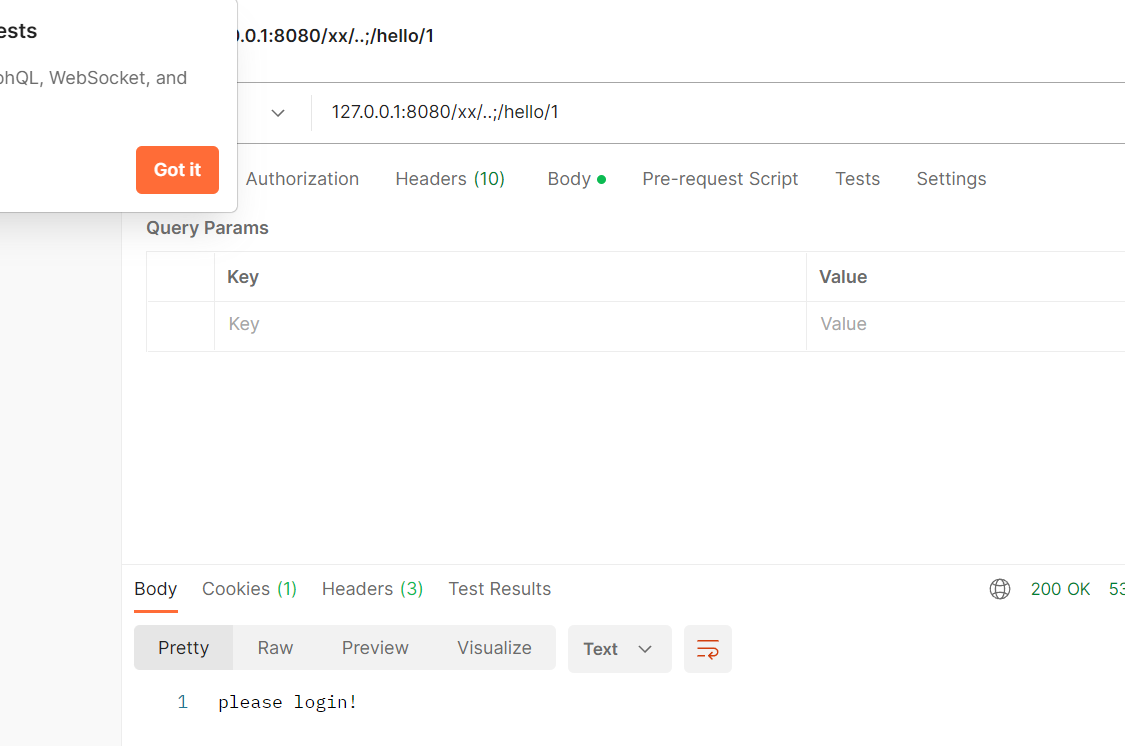 ests
0.0.1:8080/xx/..;/hello/1
phQL, WebSocket, and
127.0.0.1:8080/xx/..;/hello/1
Got it
Authorization Headers (10) Body Pre-request Script Tests Settings
Query Params
Key Value
Key Value
Body Cookies (1) Headers (3) Test Results 200 OK 53
Pretty Raw Preview Visualize Text
1 please login!